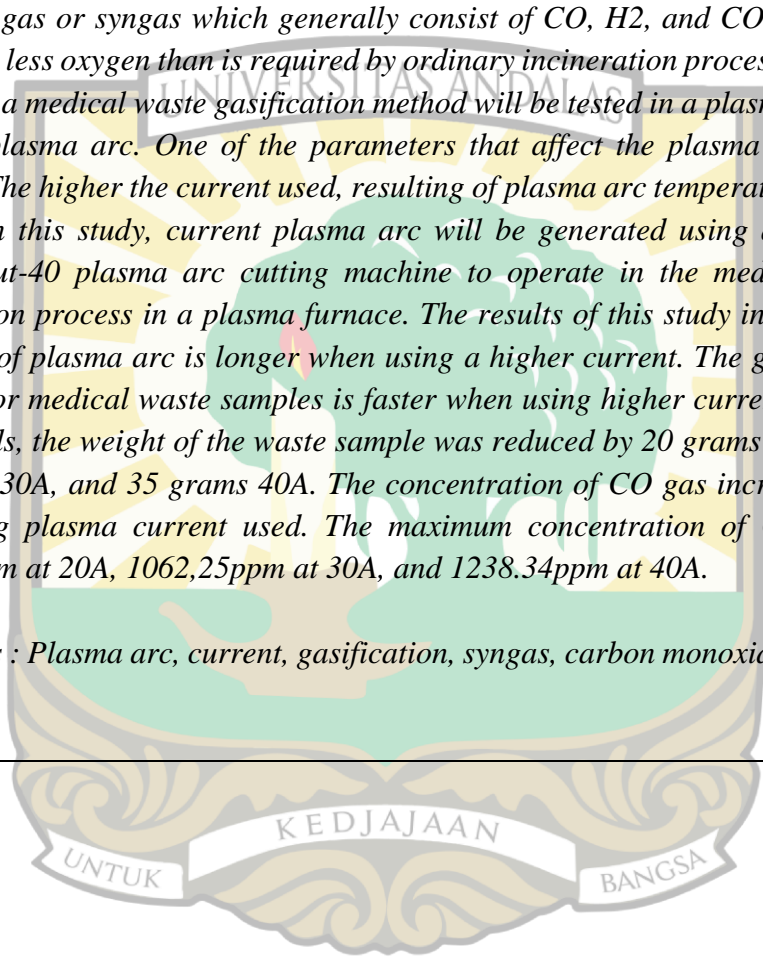 gas or syngas which generally consist of CO, H2, and CO
less oxygen than is required by ordinary incineration proces
a medical waste gasification method will be tested in a plasm
plasma arc. One of the parameters that affect the plasma
The higher the current used, resulting of plasma arc temperat
this study, current plasma arc will be generated using
ut-40 plasma arc cutting machine to operate in the med
on process in a plasma furnace. The results of this study in
of plasma arc is longer when using a higher current. The g
or medical waste samples is faster when using higher curre
ls, the weight of the waste sample was reduced by 20 grams
30A, and 35 grams 40A. The concentration of CO gas incr
g plasma current used. The maximum concentration of
m at 20A, 1062,25ppm at 30A, and 1238.34ppm at 40A.
: Plasma arc, current, gasification, syngas, carbon monoxid
UNIVERSITAS ANDALAS
KEDJAJAAN
UNTUK BANGSA